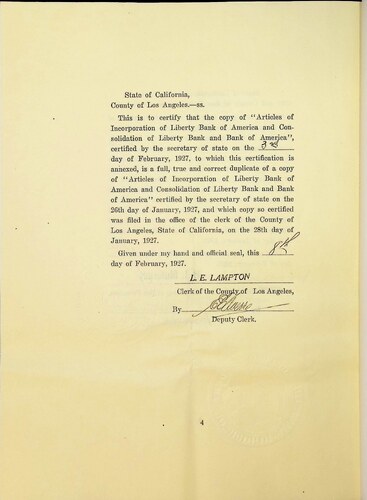 State of California,
County of Los Angeles.—ss.
This is to certify that the copy of "Articles of
Incorporation of Liberty Bank of America and Con-
solidation of Liberty Bank and Bank of America",
certified by the secretary of state on the 3rd
day of February, 1927, to which this certification is
annexed, is a full, true and correct duplicate of a copy
of "Articles of Incorporation of Liberty Bank of
America and Consolidation of Liberty Bank and Bank
of America" certified by the secretary of state on the
26th day of January, 1927, and which copy so certified
was filed in the office of the clerk of the County of
Los Angeles, State of California, on the 28th day of
January, 1927.
Given under my hand and official seal, this 8th
day of February, 1927.
L. E. LAMPTON
Clerk of the County of Los Angeles,
By
Deputy Clerk.
4